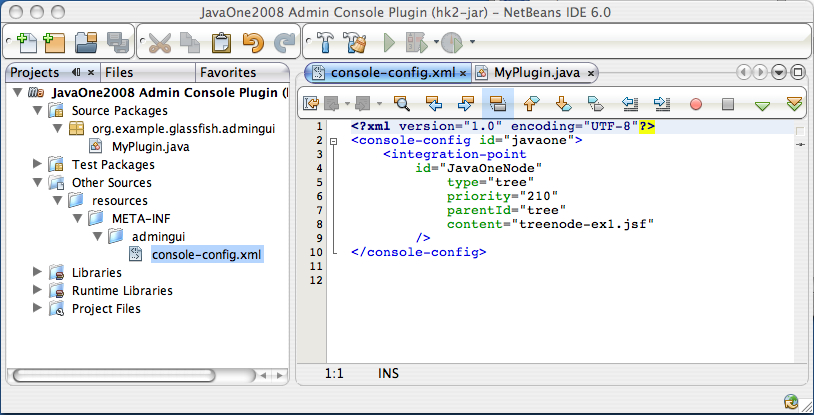 JavaOne2008 Admin Console Plugin (hk2-jar) – NetBeans IDE 6.0
Projects
Files
Favorites
JavaOne2008 Admin Console Plugin (
Source Packages
org.example.glassfish.admingui
MyPlugin.java
Test Packages
Other Sources
resources
META-INF
admingui
console-config.xml
Libraries
Runtime Libraries
Project Files
console-config.xml
MyPlugin.java
1 <?xml version="1.0" encoding="UTF-8"?>
2 <console-config id="javaone">
3 <integration-point
4 id="JavaOneNode"
5 type="tree"
6 priority="210"
7 parentId="tree"
8 content="treenode-ex1.jsf"
9 />
10 </console-config>
11
12
1:1 INS